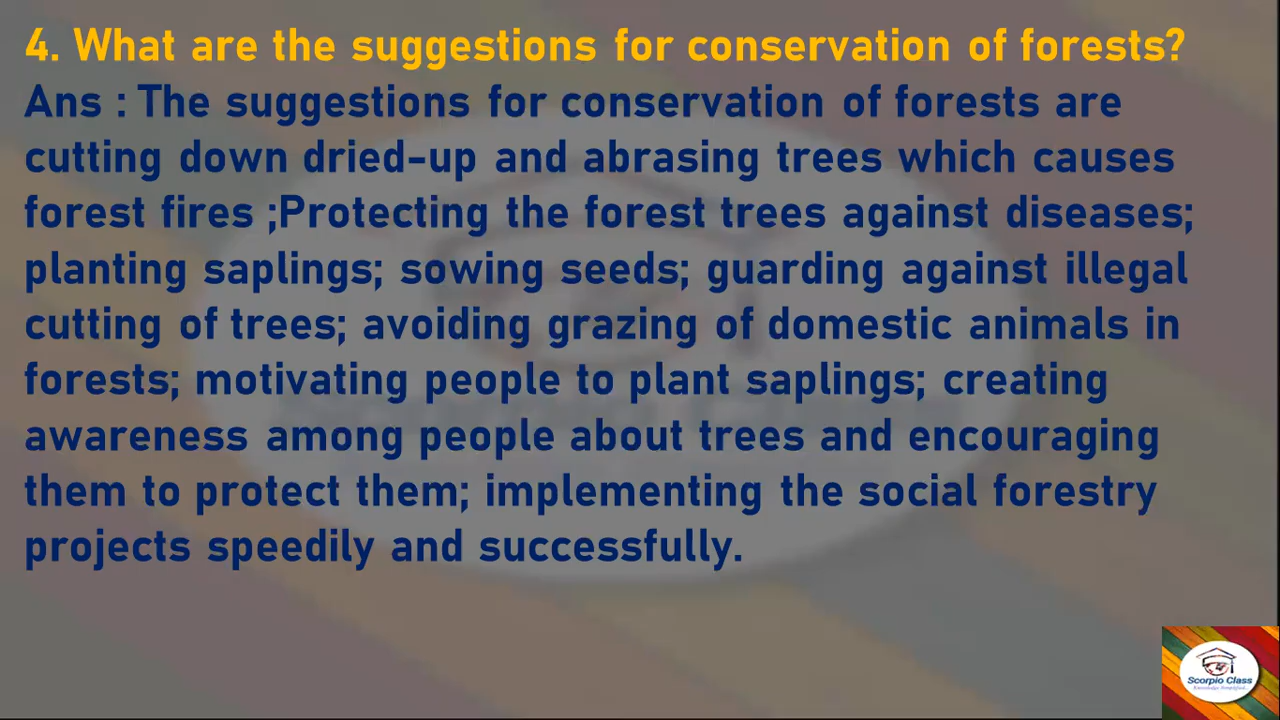 4. What are the suggestions for conservation of forests?
Ans : The suggestions for conservation of forests are
cutting down dried-up and abrasing trees which causes
forest fires ;Protecting the forest trees against diseases;
planting saplings; sowing seeds; guarding against illegal
cutting of trees; avoiding grazing of domestic animals in
forests; motivating people to plant saplings; creating
awareness among people about trees and encouraging
them to protect them; implementing the social forestry
projects speedily and successfully.
Scorpio Class